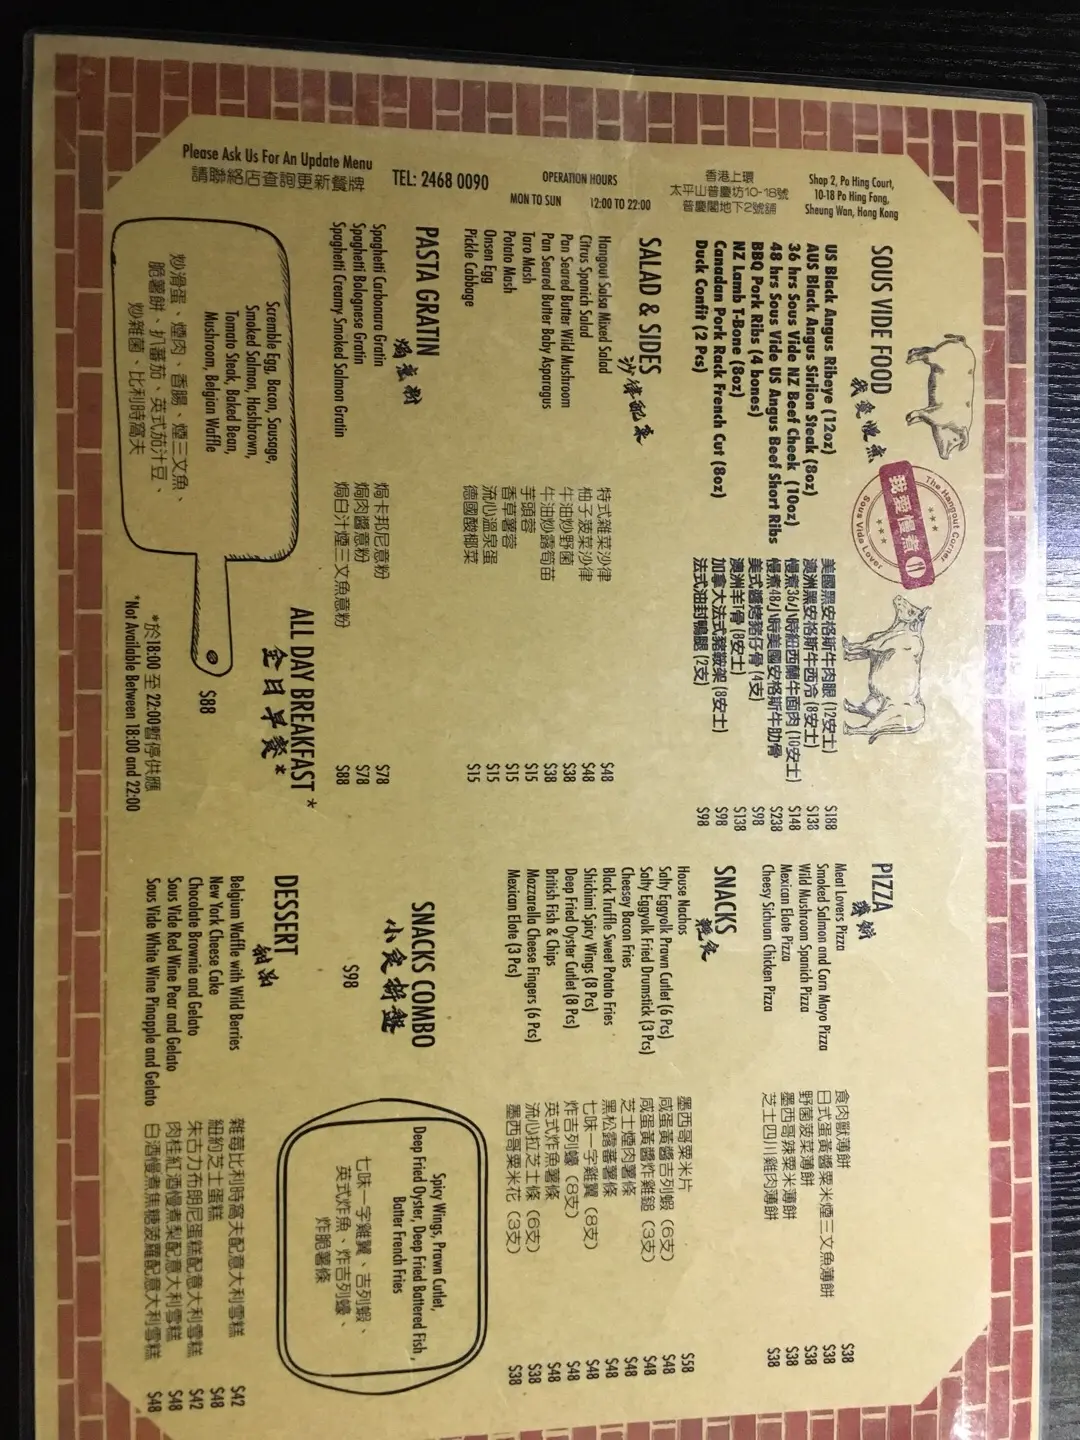 Shop 2, Po Hing Court,
10-18 Po Hing Fong,
Sheung Wan, Hong Kong
香港上環
太平山普慶坊10-18號
普慶閣地下2號舖
OPERATION HOURS
MON TO SUN 12:00 TO 22:00
TEL: 2468 0090
Please Ask Us For An Update Menu
請聯絡店查詢更新餐牌
The Hangout Corner
我愛慢煮
Sous Vide Lover
SOUS VIDE FOOD
我愛慢煮
US Black Angus Ribeye (12oz) 美國黑安格斯牛肉眼 (12安士) $188
AUS Black Angus Sirlion Steak (8oz) 澳洲黑安格斯牛西冷 (8安士) $138
36 hrs Sous Vide NZ Beef Cheek (10oz) 慢煮36小時紐西蘭牛面肉 (10安士) $148
48 hrs Sous Vide US Angus Beef Short Ribs 慢煮48小時美國安格斯牛肋骨 $238
BBQ Pork Ribs (4 bones) 美式醬烤豬仔骨 (4支) $98
NZ Lamb T-Bone (8oz) 澳洲羊T骨 (8安士) $138
Canadan Pork Rack French Cut (8oz) 加拿大法式豬鞍架 (8安士) $98
Duck Confit (2 Pcs) 法式油封鴨腿 (2支) $98
SALAD & SIDES
沙律配菜
Hangout Salsa Mixed Salad 特式雜菜沙律 $48
Citrus Spanich Salad 柚子菠菜沙律 $48
Pan Seared Butter Wild Mushroom 牛油炒野菌 $38
Pan Seared Butter Baby Asparagus 牛油炒露筍苗 $38
Taro Mash 芋頭蓉 $15
Potato Mash 香草薯蓉 $15
Onsen Egg 流心溫泉蛋 $15
Pickle Cabbage 德國酸椰菜 $15
PASTA GRATIN
焗意粉
Spaghetti Carbonara Gratin 焗卡邦尼意粉 $78
Spaghetti Bolegnese Gratin 焗肉醬意粉 $78
Spaghetti Creamy Smoked Salmon Gratin 焗白汁煙三文魚意粉 $88
ALL DAY BREAKFAST *
全日早餐 *
Scremble Egg, Bacon, Sausage,
Smoked Salmon, Hashbrown,
Tomato Steak, Baked Bean,
Mushroom, Belgian Waffle
炒滑蛋、煙肉、香腸、煙三文魚、
脆薯餅、扒蕃茄、英式茄汁豆、
炒雜菌、比利時窩夫
$88
*於18:00 至 22:00暫停供應
*Not Available Between 18:00 and 22:00
PIZZA
薄餅
Meat Lovers Pizza 食肉獸薄餅 $38
Smoked Salmon and Corn Mayo Pizza 日式蛋黃醬粟米煙三文魚薄餅 $38
Wild Mushroom Spanich Pizza 野菌菠菜薄餅 $38
Mexican Elote Pizza 墨西哥辣粟米薄餅 $38
Cheesy Sichuan Chicken Pizza 芝士四川雞肉薄餅 $38
SNACKS
輕食
House Nachos 墨西哥粟米片 $58
Salty Eggyolk Prawn Cutlet (6 Pcs) 咸蛋黃醬吉列蝦 (6支) $48
Salty Eggyolk Fried Drumstick (3 Pcs) 咸蛋黃醬炸雞鎚 (3支) $48
Cheesey Bacon Fries 芝士煙肉薯條 $48
Black Truffle Sweet Potato Fries 黑松露蕃薯條 $48
Shichini Spicy Wings (8 Pcs) 七味一字雞翼 (8支) $48
Deep Fried Oyster Cutlet (8 Pcs) 炸吉列蠔 (8支) $48
British Fish & Chips 英式炸魚薯條 $48
Mozzarella Cheese Fingers (6 Pcs) 流心拉芝士條 (6支) $38
Mexican Elote (3 Pcs) 墨西哥粟米花 (3支) $38
SNACKS COMBO
小食拼盤
$98
Spicy Wings, Prawn Cutlet,
Deep Fried Oyster, Deep Fried Battered Fish ,
Batter French Fries
七味一字雞翼、吉列蝦、
英式炸魚、炸吉列蠔、
炸脆薯條
DESSERT
甜品
Belgium Waffle with Wild Berries 雜莓比利時窩夫配意大利雪糕 $42
New York Cheese Cake 紐約芝士蛋糕 $48
Chocolate Brownie and Gelato 朱古力布朗尼蛋糕配意大利雪糕 $42
Sous Vide Red Wine Pear and Gelato 肉桂紅酒慢煮梨配意大利雪糕 $48
Sous Vide White Wine Pineapple and Gelato 白酒慢煮焦糖菠蘿配意大利雪糕 $48